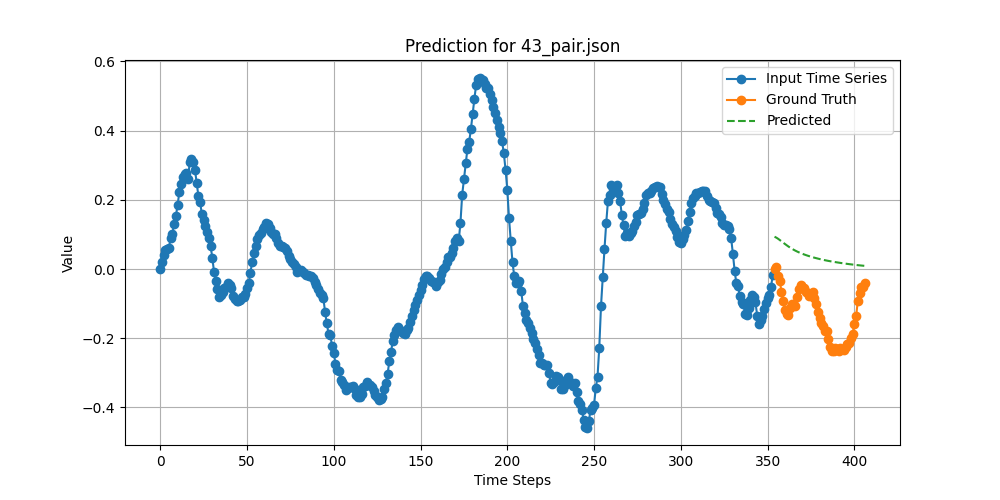 Prediction for 43_pair.json
Input Time Series
Ground Truth
Predicted
Value
0.6
0.4
0.2
0.0
−0.2
−0.4
0 50 100 150 200 250 300 350 400
Time Steps